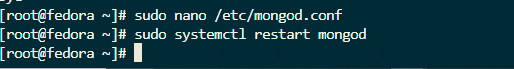 [root@fedora ~]# sudo nano /etc/mongod.conf
[root@fedora ~]# sudo systemctl restart mongod
[root@fedora ~]#